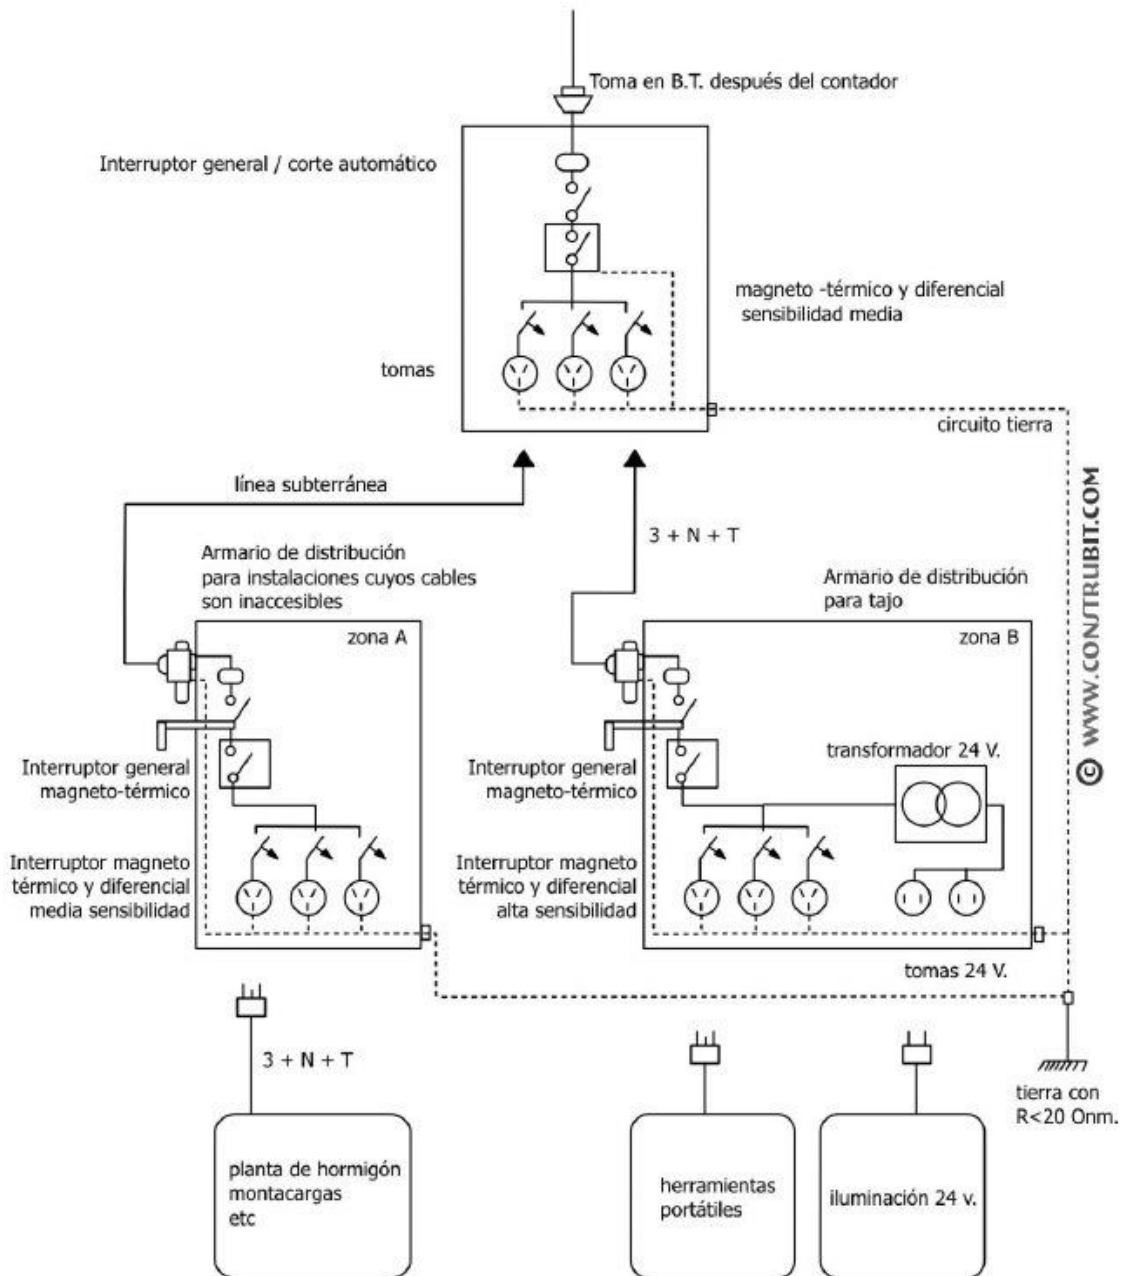 Toma en B.T. después del contador
Interruptor general / corte automático
magneto -térmico y diferencial
sensibilidad media
tomas
circuito tierra
línea subterránea
3 + N + T
Armario de distribución
para instalaciones cuyos cables
son inaccesibles
Armario de distribución
para tajo
zona A
zona B
Interruptor general
magneto-térmico
Interruptor general
magneto-térmico
transformador 24 V.
Interruptor magneto
térmico y diferencial
media sensibilidad
Interruptor magneto
térmico y diferencial
alta sensibilidad
tomas 24 V.
3 + N + T
tierra con
R<20 Onm.
planta de hormigón
montacargas
etc
herramientas
portátiles
iluminación 24 v.
© WWW.CONSTRUBIT.COM